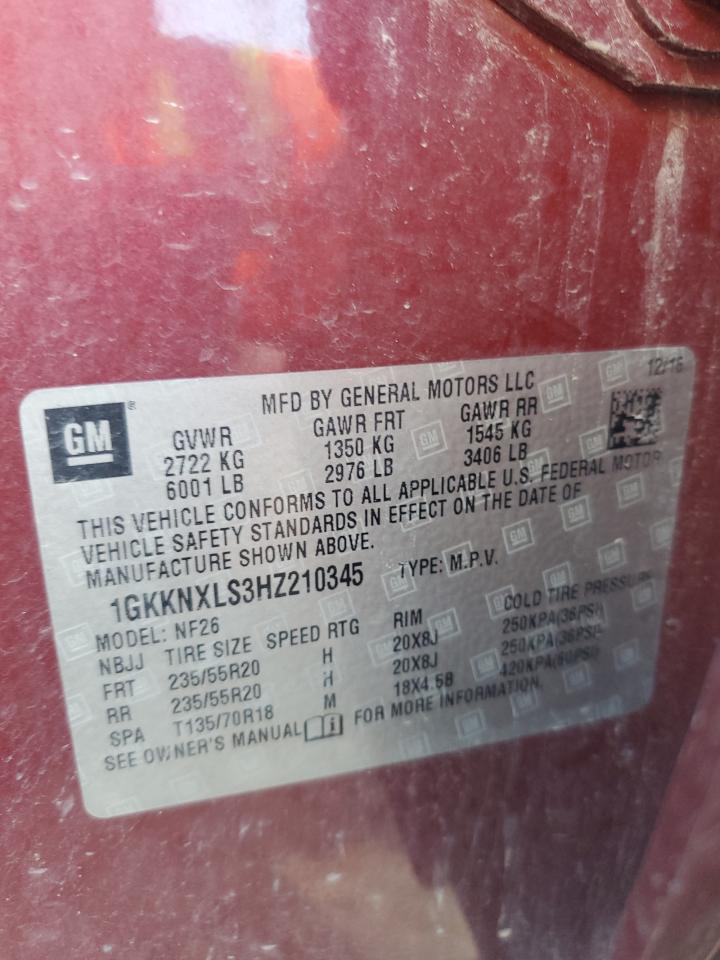 12/16
GM
MFD BY GENERAL MOTORS LLC
GVWR GAWR FRT GAWR RR
2722 KG 1350 KG 1545 KG
6001 LB 2976 LB 3406 LB
THIS VEHICLE CONFORMS TO ALL APPLICABLE U.S. FEDERAL MOTOR
VEHICLE SAFETY STANDARDS IN EFFECT ON THE DATE OF
MANUFACTURE SHOWN ABOVE.
1GKKNXLS3HZ210345 TYPE: M.P.V.
MODEL: NF26
NBJJ TIRE SIZE SPEED RTG RIM COLD TIRE PRESSURE
FRT 235/55R20 H 20X8J 250KPA(36PSI)
RR 235/55R20 H 20X8J 250KPA(36PSI)
SPA T135/70R18 M 18X4.5B 420KPA(60PSI)
SEE OWNER'S MANUAL FOR MORE INFORMATION.